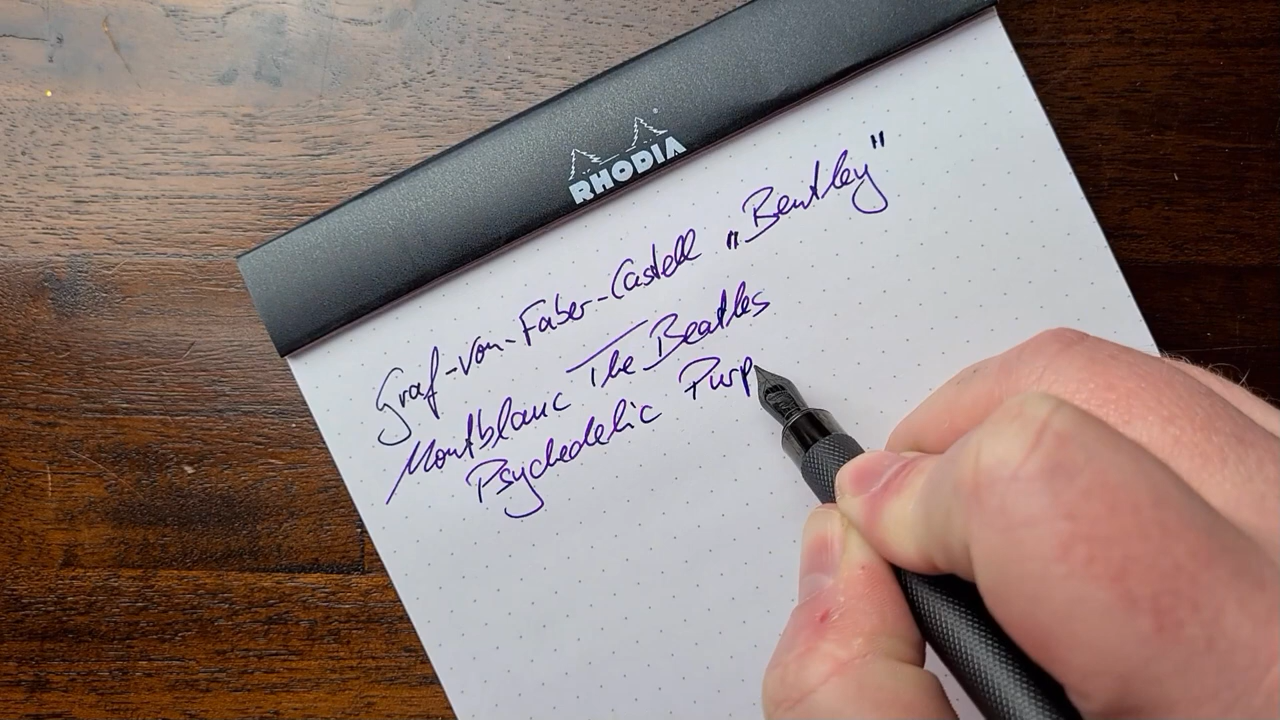 RHODIA
Graf-von-Faber-Castell „Bentley"
Montblanc The Beatles
Psychedelic Purp